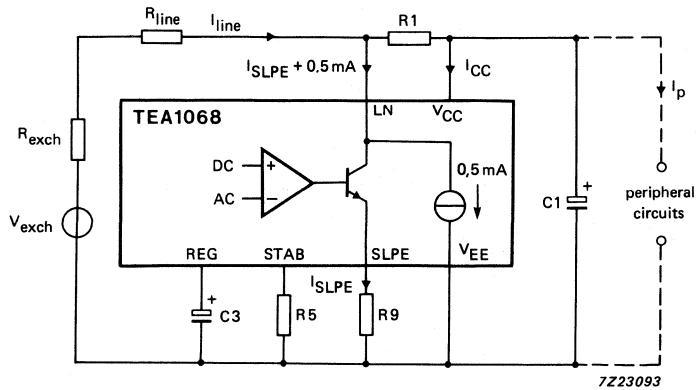 Rline
Iline
R1
ISLPE + 0,5 mA
ICC
Ip
LN
VCC
TEA1068
Rexch
DC
+
AC
−
0,5 mA
Vexch
C1
+
peripheral
circuits
REG
STAB
SLPE
VEE
ISLPE
+
C3
R5
R9
7Z23093